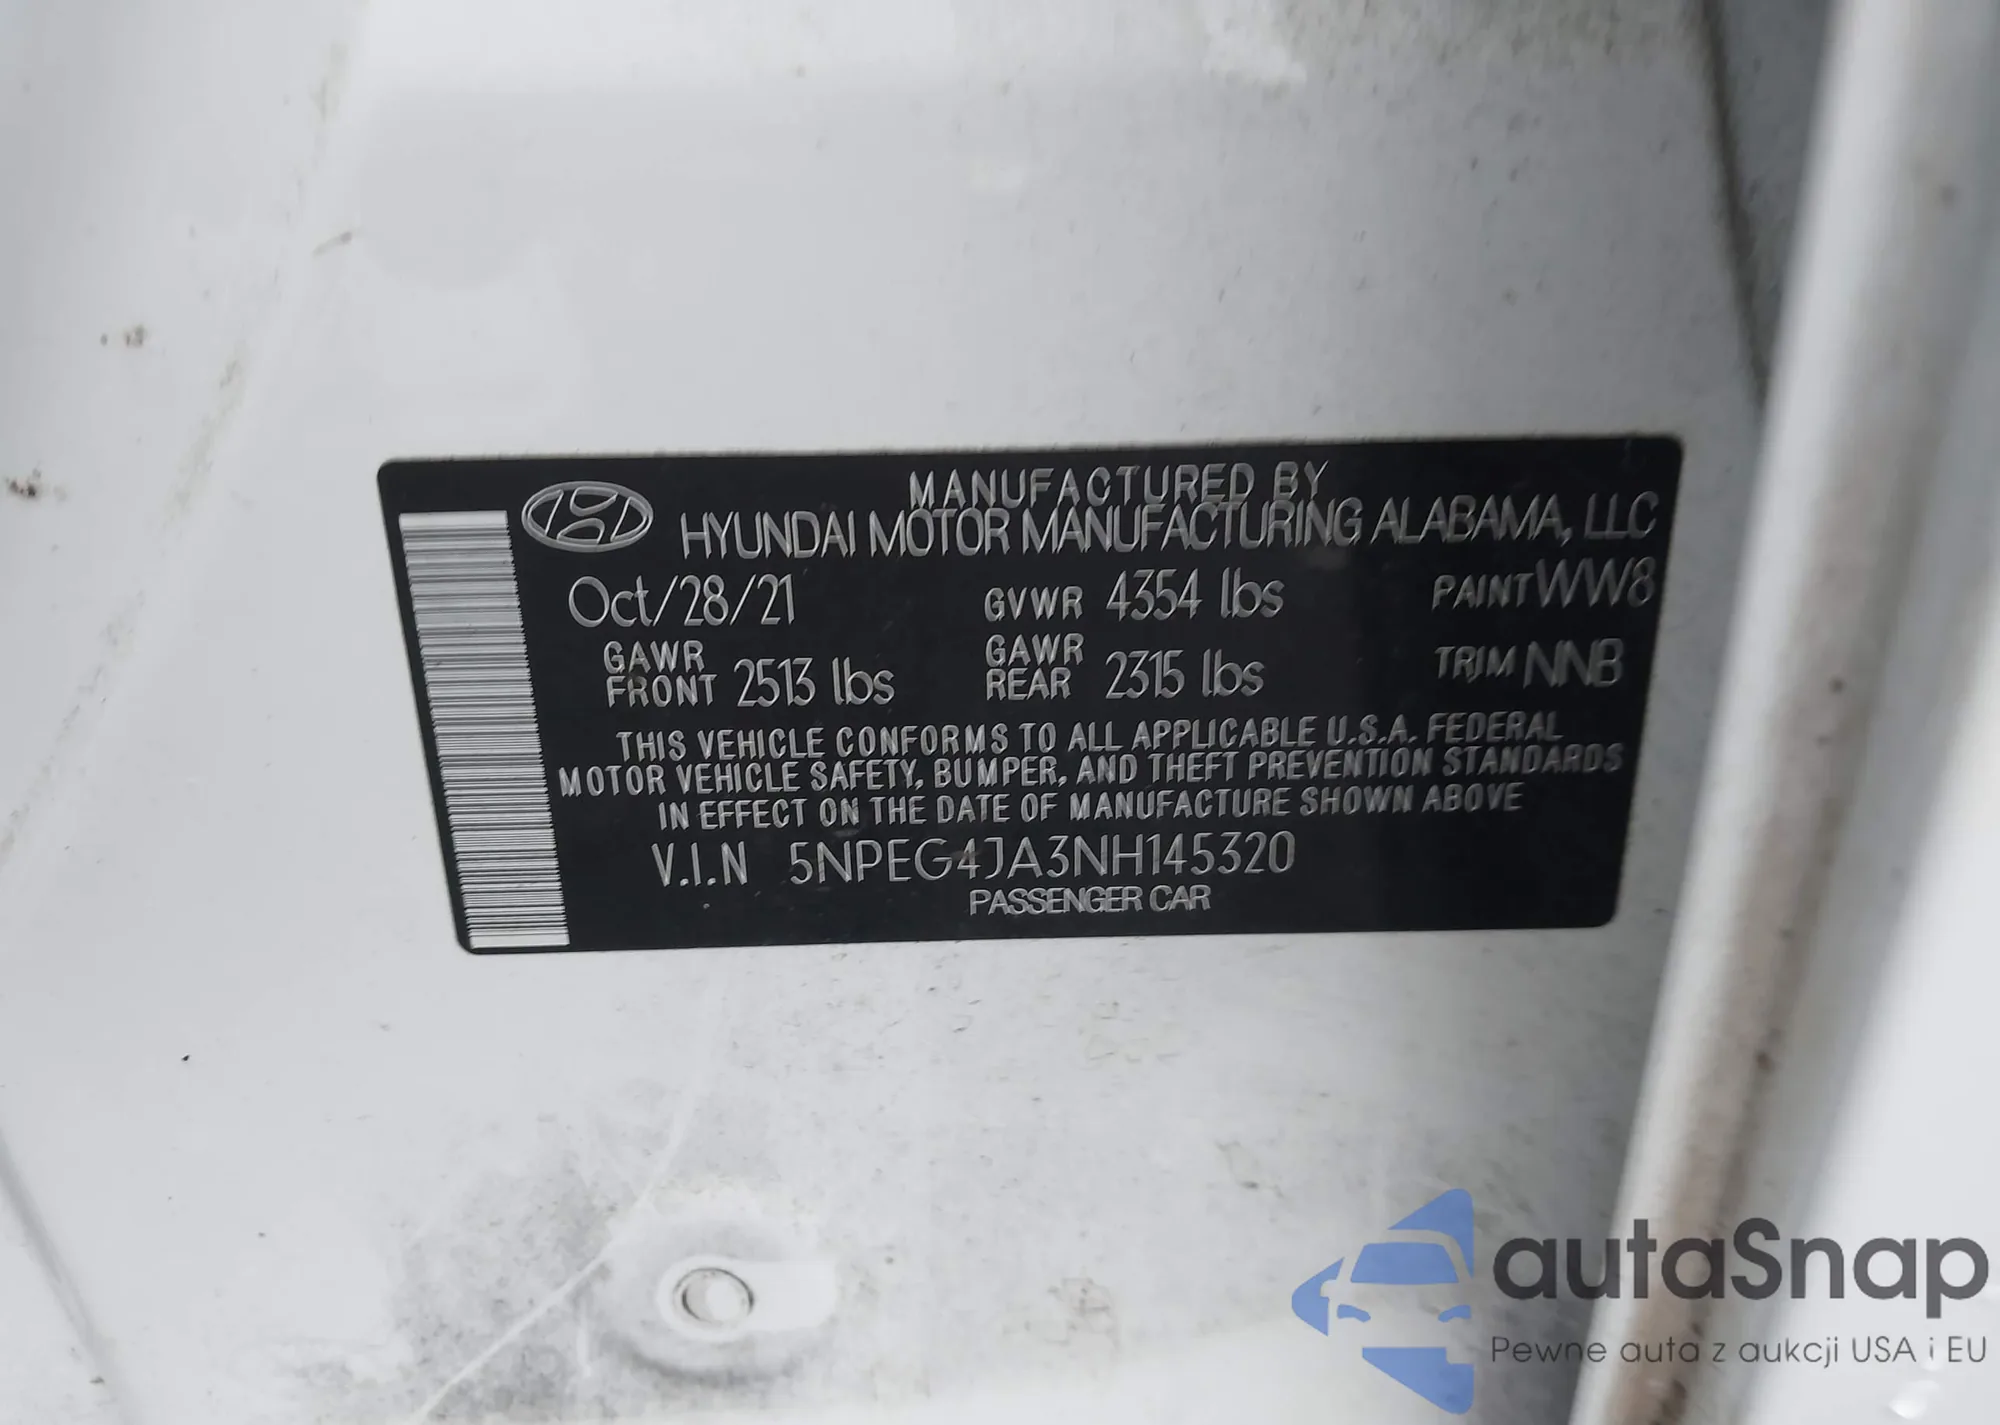 MANUFACTURED BY
HYUNDAI MOTOR MANUFACTURING ALABAMA, LLC
Oct/28/21 GVWR 4354 lbs PAINT WW8
GAWR FRONT 2513 lbs GAWR REAR 2315 lbs TRIM NNB
THIS VEHICLE CONFORMS TO ALL APPLICABLE U.S.A. FEDERAL
MOTOR VEHICLE SAFETY, BUMPER, AND THEFT PREVENTION STANDARDS
IN EFFECT ON THE DATE OF MANUFACTURE SHOWN ABOVE
V.I.N 5NPEG4JA3NH145320
PASSENGER CAR
autaSnap
Pewne auta z aukcji USA i EU